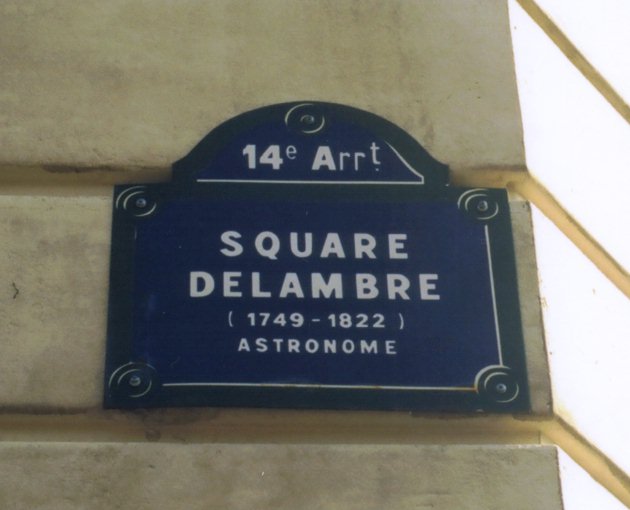 14e Arrt
SQUARE
DELAMBRE
( 1749 - 1822 )
ASTRONOME